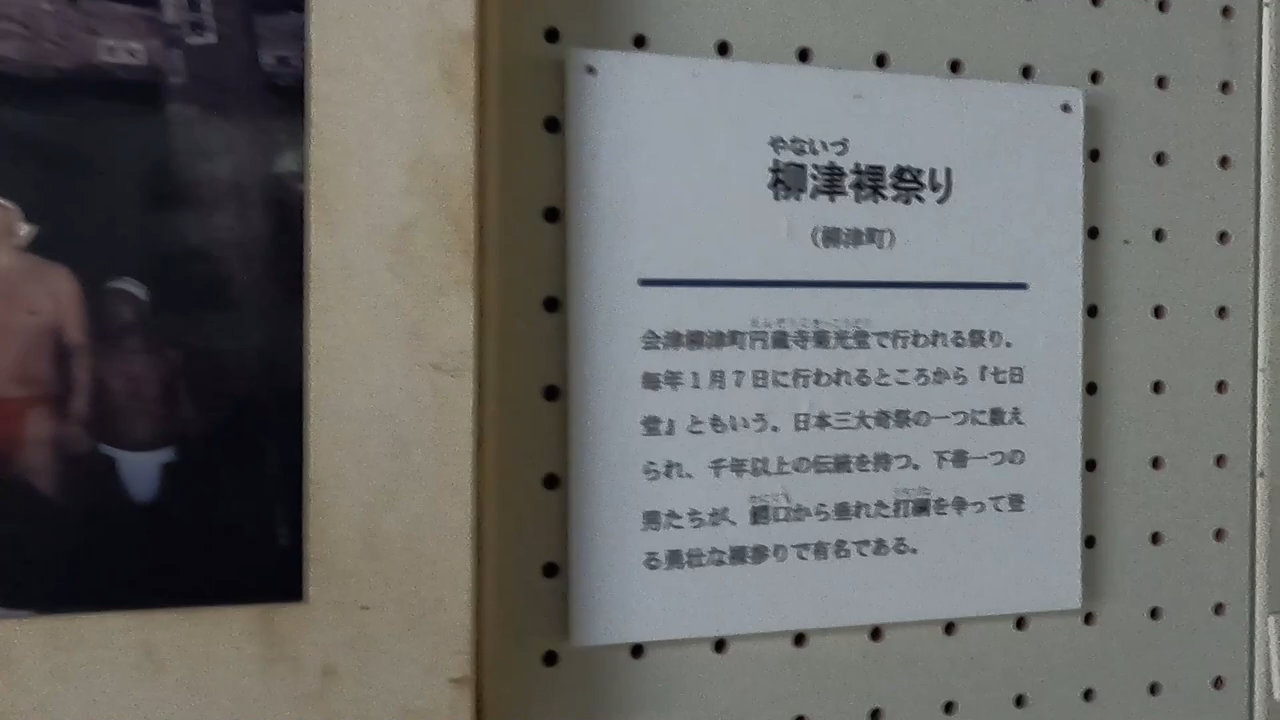 やないづ
柳津裸祭り
(柳津町)
会津柳津町円蔵寺菊光堂で行われる祭り。
毎年1月7日に行われるところから『七日
堂』ともいう。日本三大奇祭の一つに数え
られ、千年以上の伝統を持つ。下帯一つの
男たちが、鰐口から垂れた打綱を争って登
る勇壮な裸参りで有名である。